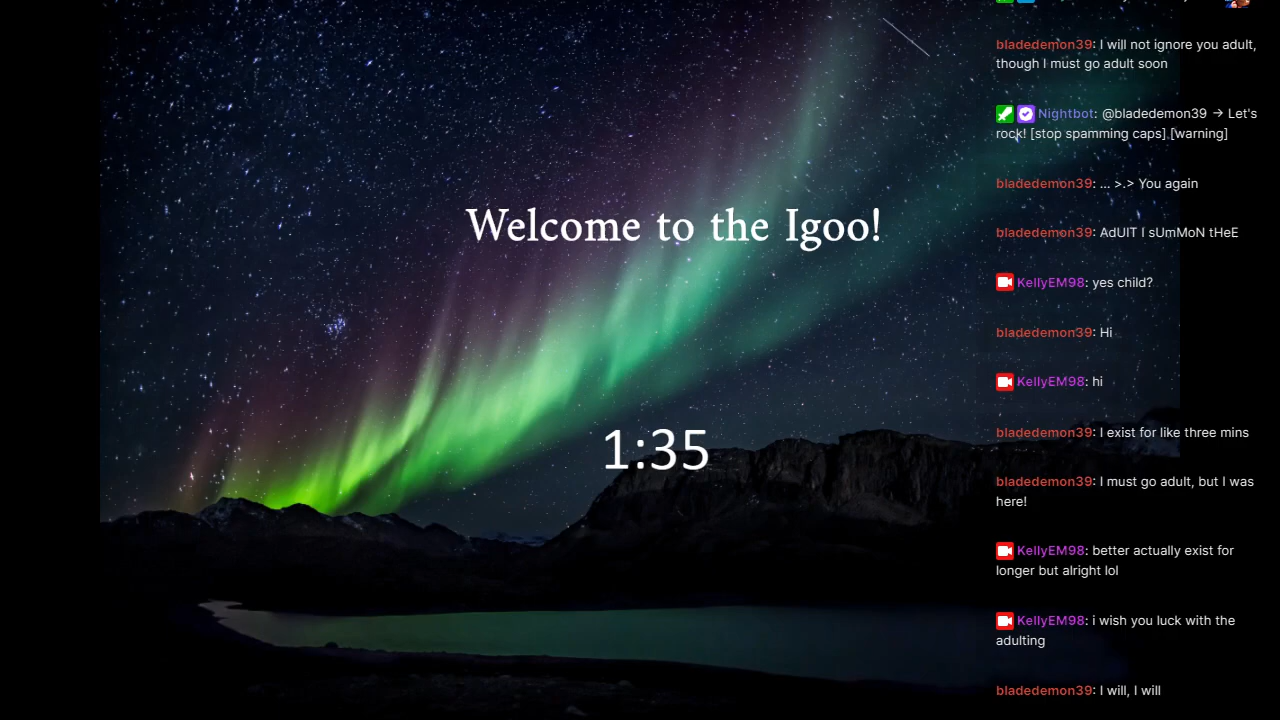 Welcome to the Igoo!
1:35
bladedemon39: I will not ignore you adult,
though I must go adult soon
Nightbot: @bladedemon39 → Let's
rock! [stop spamming caps] [warning]
bladedemon39: ... >.> You again
bladedemon39: AdUIT I sUmMoN tHeE
KellyEM98: yes child?
bladedemon39: Hi
KellyEM98: hi
bladedemon39: I exist for like three mins
bladedemon39: I must go adult, but I was
here!
KellyEM98: better actually exist for
longer but alright lol
KellyEM98: i wish you luck with the
adulting
bladedemon39: I will, I will